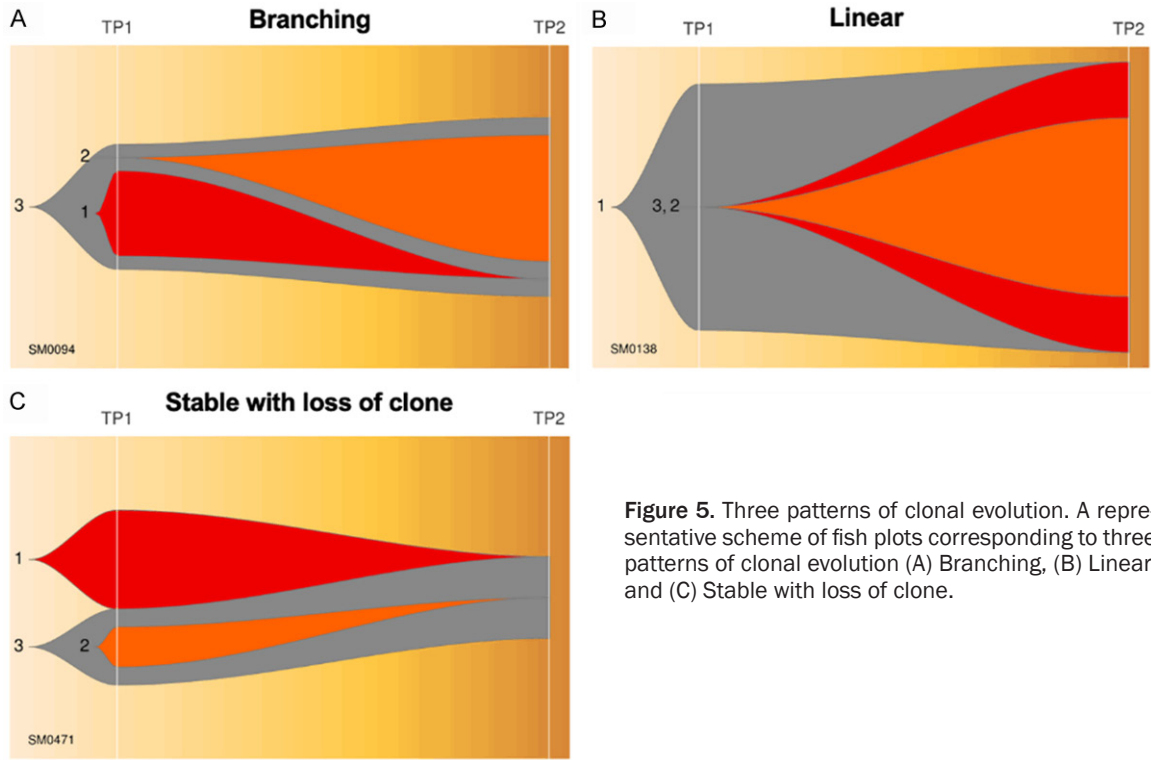 A
Branching
TP1
TP2
2
3
1
SM0094
B
Linear
TP1
TP2
1
3, 2
SM0138
C
Stable with loss of clone
TP1
TP2
1
3
2
SM0471
Figure 5. Three patterns of clonal evolution. A repre-
sentative scheme of fish plots corresponding to three
patterns of clonal evolution (A) Branching, (B) Linear
and (C) Stable with loss of clone.